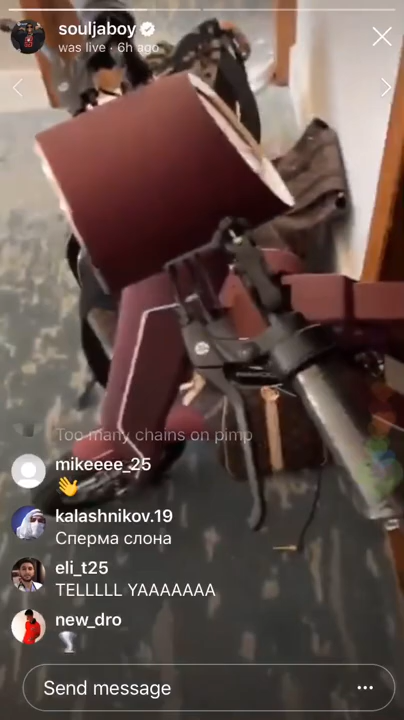 souljaboy
was live · 6h ago
Too many chains on pimp
mikeeee_25
👋
kalashnikov.19
Сперма слона
eli_t25
TELLLLL YAAAAAAA
new_dro
Send message